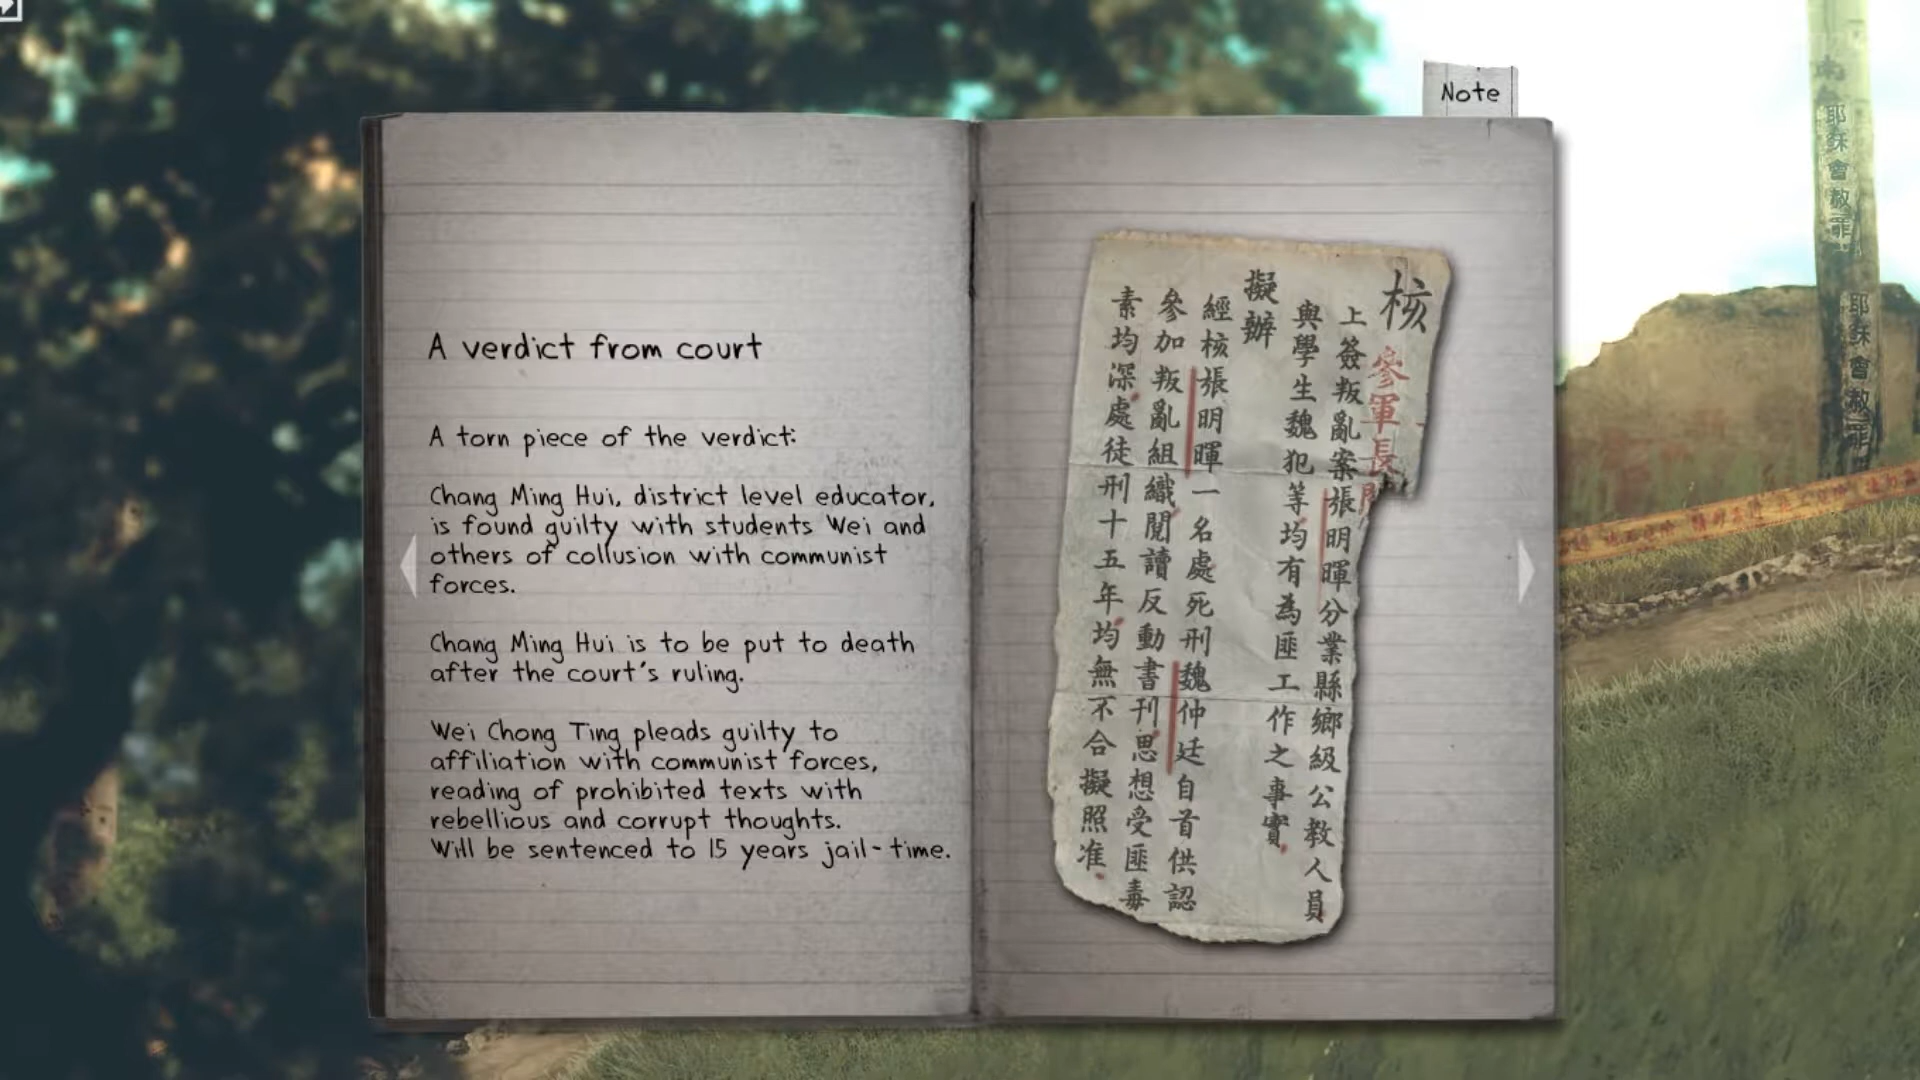 Note
A verdict from court
A torn piece of the verdict:
Chang Ming Hui, district level educator,
is found guilty with students Wei and
others of collusion with communist
forces.
Chang Ming Hui is to be put to death
after the court's ruling.
Wei Chong Ting pleads guilty to
affiliation with communist forces,
reading of prohibited texts with
rebellious and corrupt thoughts.
Will be sentenced to 15 years jail-time.
核參軍長
上簽叛亂案張明暉分業縣鄉級公教人員
與學生魏犯等均有為匪工作之事實
擬辦
經核張明暉一名處死刑魏仲廷自首供認
參加叛亂組織閱讀反動書刊思想受匪毒
素均深處徒刑十五年均無不合擬照准
耶穌會赦罪
耶穌會赦罪